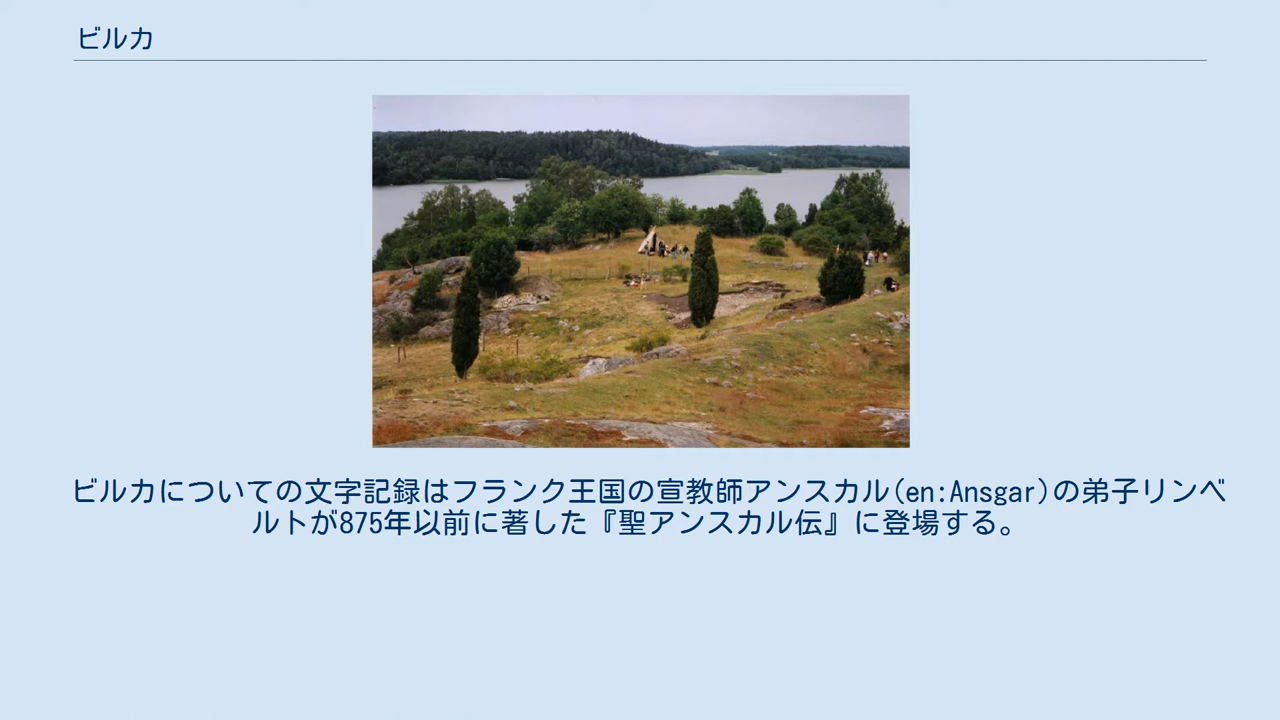 ビルカ
ビルカについての文字記録はフランク王国の宣教師アンスカル(en:Ansgar)の弟子リンベ
ルトが875年以前に著した『聖アンスカル伝』に登場する。